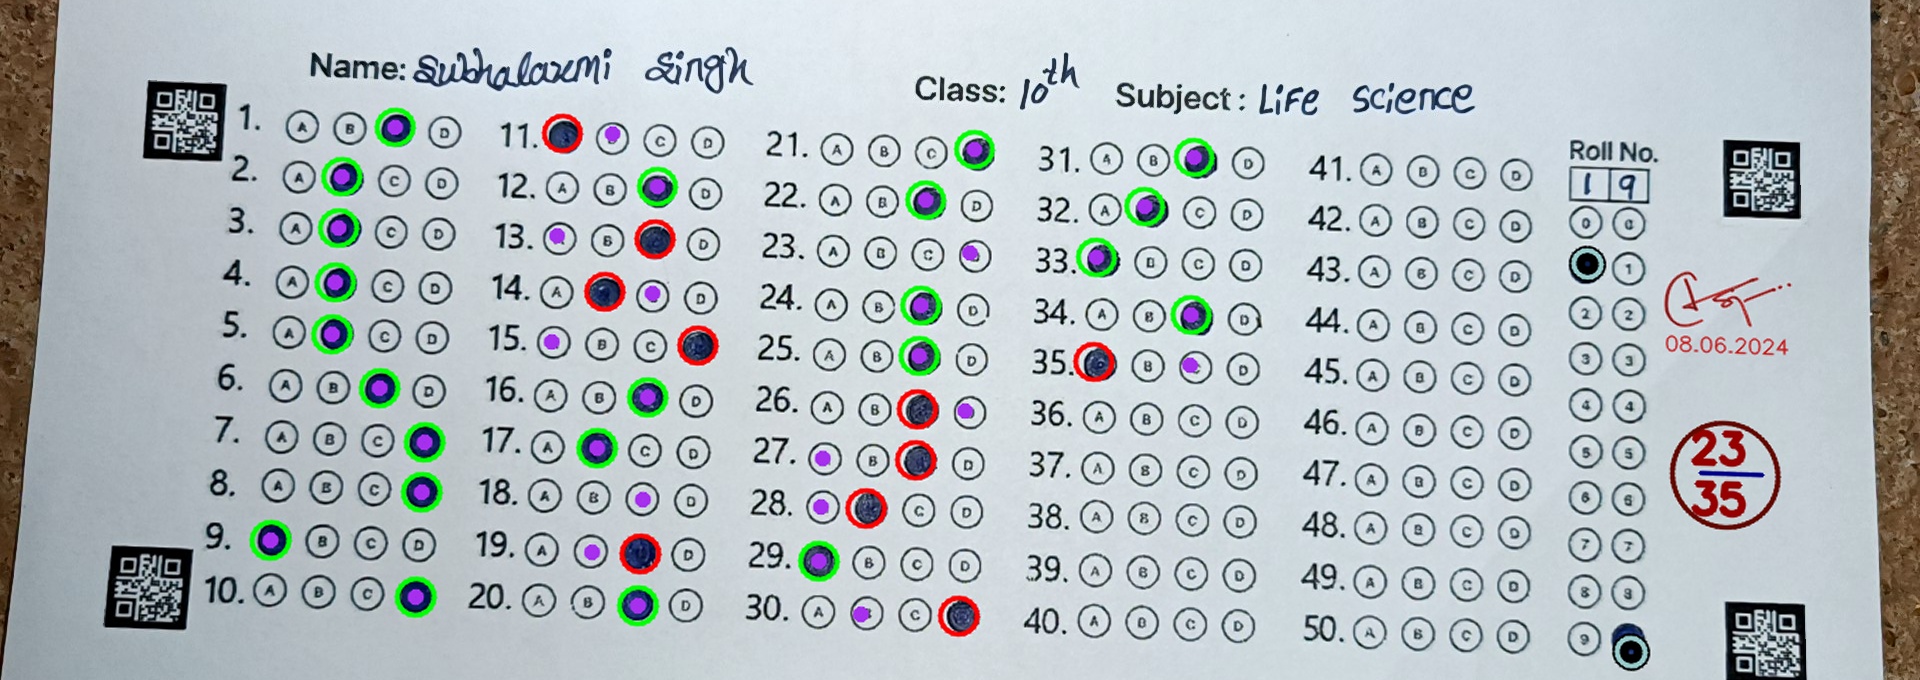 Name: Subhalaxmi Singh
Class: 10th Subject: Life Science
1. A B D
2. A C D
3. A C D
4. A C D
5. A C D
6. A B D
7. A B C
8. A B C
9. B C D
10. A B C
11. C D
12. A B D
13. B D
14. A D
15. B C
16. A B D
17. A C D
18. A B D
19. A D
20. A B D
21. A B C
22. A B D
23. A B C
24. A B D
25. A B D
26. A B
27. B D
28. C D
29. B C D
30. A C
31. A B D
32. A C D
33. B C D
34. A B D
35. B D
36. A B C D
37. A B C D
38. A B C D
39. A B C D
40. A B C D
41. A B C D
42. A B C D
43. A B C D
44. A B C D
45. A B C D
46. A B C D
47. A B C D
48. A B C D
49. A B C D
50. A B C D
Roll No.
1 9
0 0
1
2 2
3 3
4 4
5 5
6 6
7 7
8 8
9
08.06.2024
23
35